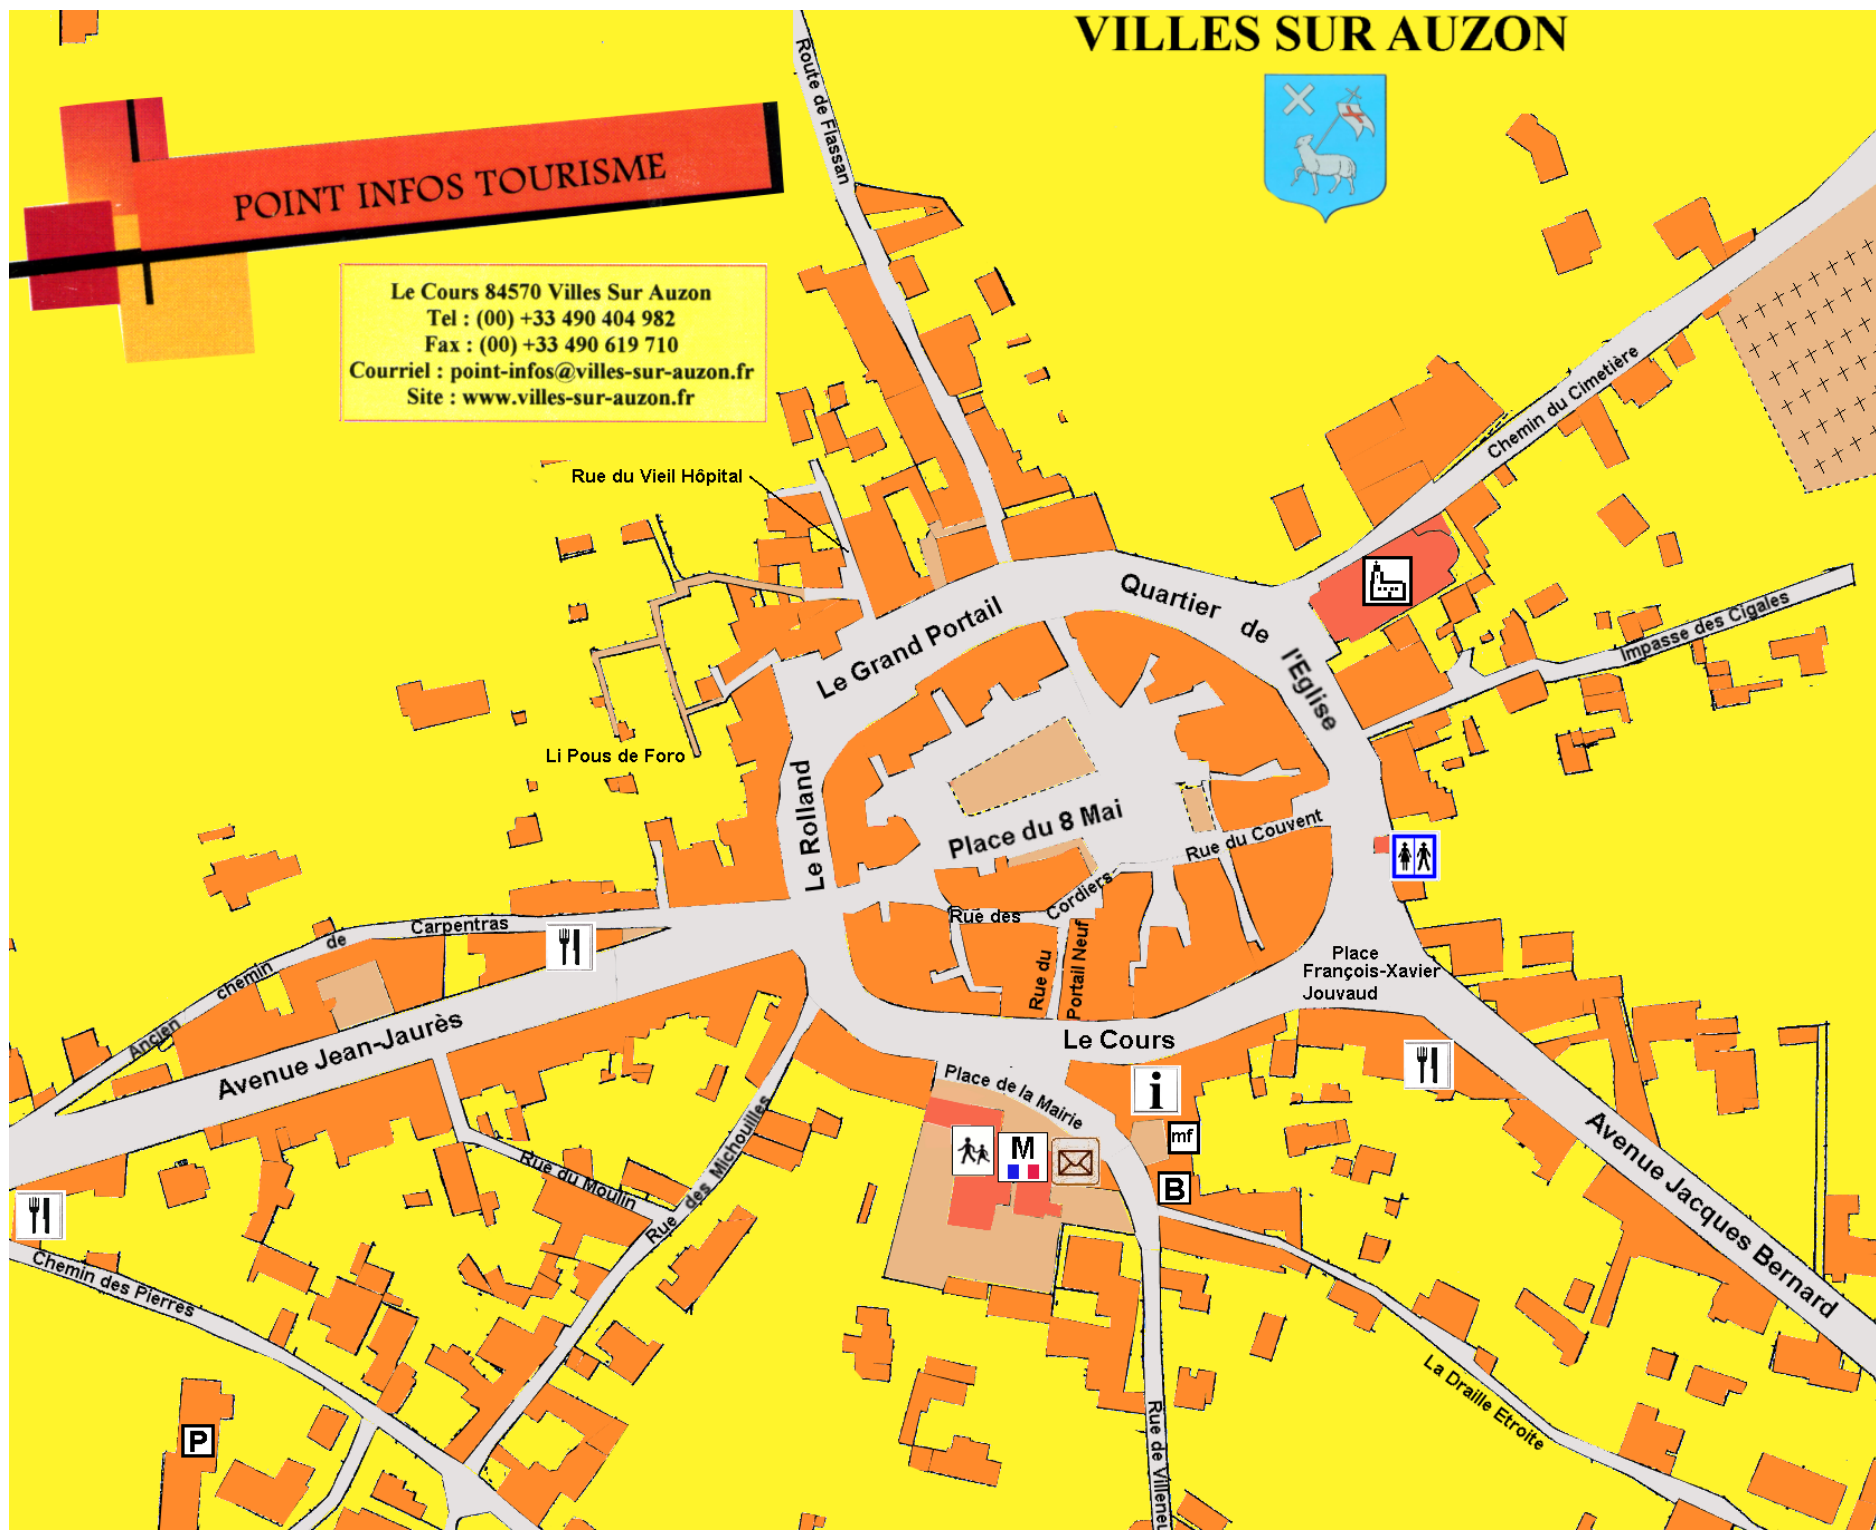 VILLES SUR AUZON
POINT INFOS TOURISME
Le Cours 84570 Villes Sur Auzon
Tel : (00) +33 490 404 982
Fax : (00) +33 490 619 710
Courriel : point-infos@villes-sur-auzon.fr
Site : www.villes-sur-auzon.fr
Route de Flassan
Chemin du Cimetière
Rue du Vieil Hôpital
Quartier de l'Eglise
Impasse des Cigales
Le Grand Portail
Li Pous de Foro
Le Rolland
Place du 8 Mai
Rue du Couvent
Rue des Cordiers
Ancien chemin de Carpentras
Rue du
Portail Neuf
Place
François-Xavier
Jouvaud
Avenue Jean-Jaurès
Le Cours
Place de la Mairie
i
mf
M
B
Rue du Moulin
Rue des Michouilles
Avenue Jacques Bernard
Chemin des Pierres
La Draille Etroite
P
Rue de Villeneu